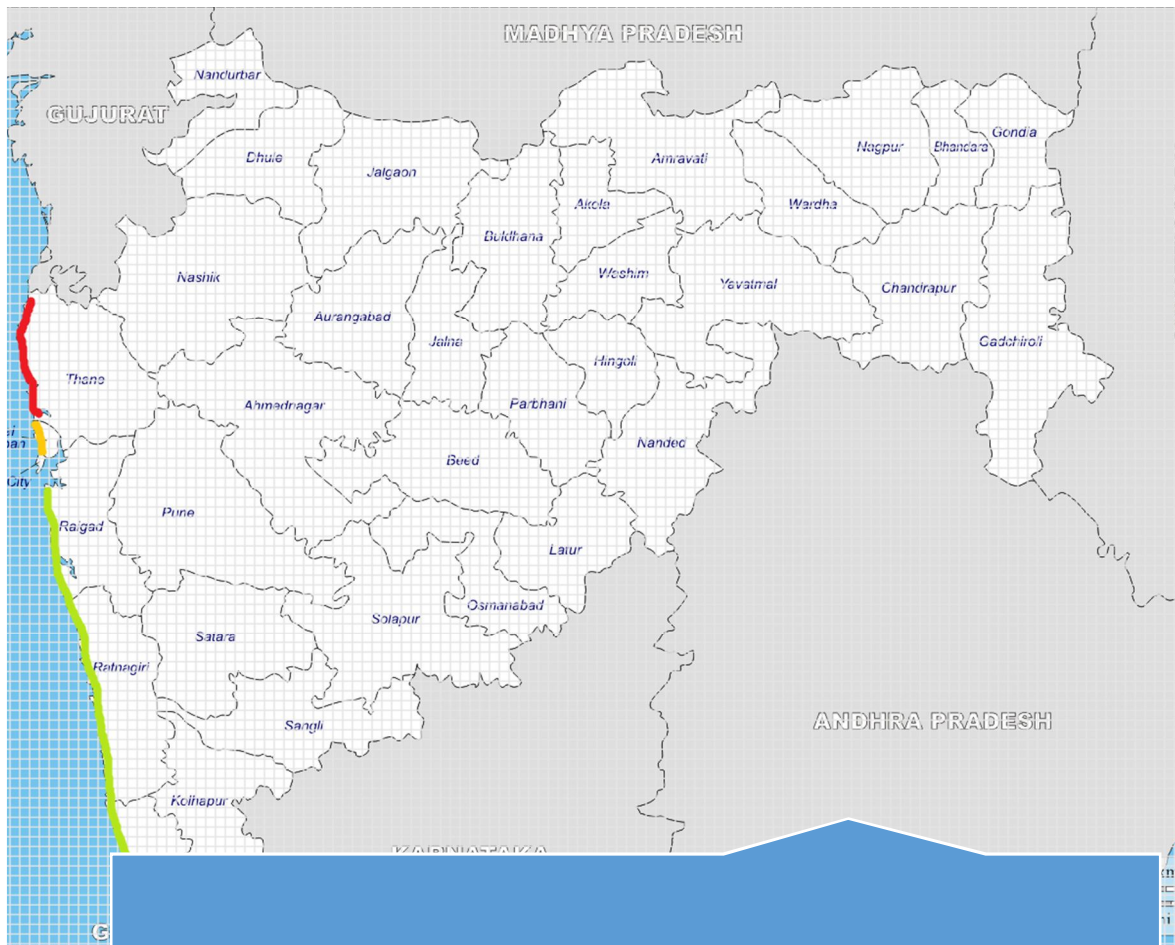 MADHYA PRADESH
Nandurbar
GUJURAT
Gondia
Nagpur
Bhandara
Dhule
Amravati
Jalgaon
Akola
Wardha
Buldhana
Nashik
Washim
Yavatmal
Chandrapur
Aurangabad
Jalna
Gadchiroli
Hingoli
Thane
Ahmednagar
Parbhani
Nanded
Beed
City
Pune
Raigad
Latur
Osmanabad
Solapur
Satara
Ratnagiri
Sangli
ANDHRA PRADESH
Kolhapur
KARNATAKA
G